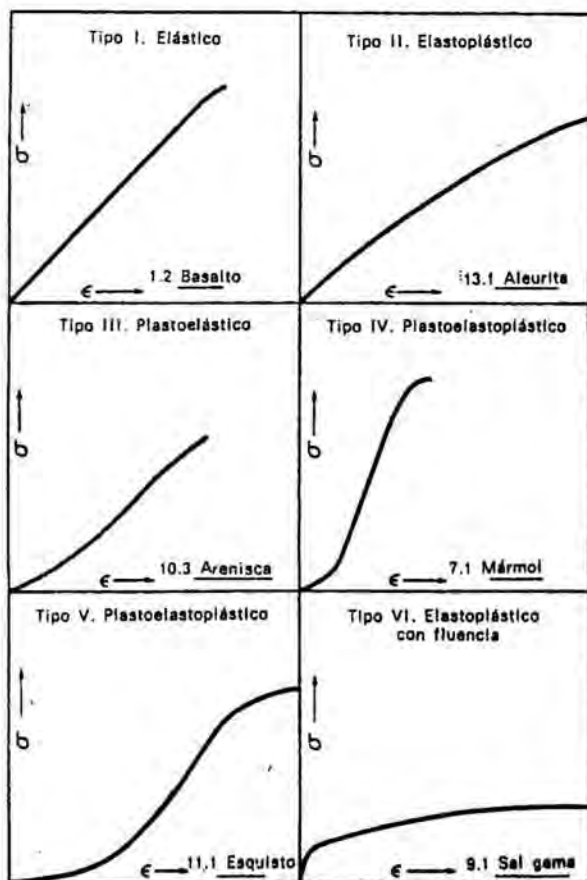 Tipo I. Elástico
σ
ϵ
1.2 Basalto
Tipo II. Elastoplástico
σ
ϵ
13.1 Aleurita
Tipo III. Plastoelástico
σ
ϵ
10.3 Arenisca
Tipo IV. Plastoelastoplástico
σ
ϵ
7.1 Mármol
Tipo V. Plastoelastoplástico
σ
ϵ
11.1 Esquisto
Tipo VI. Elastoplástico
con fluencia
σ
ϵ
9.1 Sal gema